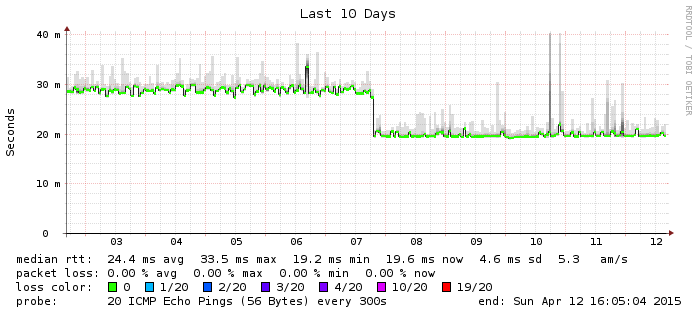 Last 10 Days
RRDTOOL / TOBI OETIKER
Seconds
40 m
30 m
20 m
10 m
0
03 04 05 06 07 08 09 10 11 12
median rtt: 24.4 ms avg 33.5 ms max 19.2 ms min 19.6 ms now 4.6 ms sd 5.3 am/s
packet loss: 0.00 % avg 0.00 % max 0.00 % min 0.00 % now
loss color: 0 1/20 2/20 3/20 4/20 10/20 19/20
probe: 20 ICMP Echo Pings (56 Bytes) every 300s end: Sun Apr 12 16:05:04 2015